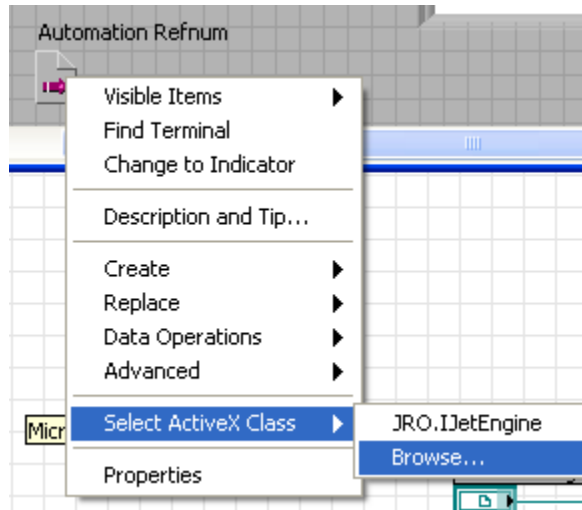 Automation Refnum
Visible Items
Find Terminal
Change to Indicator
Description and Tip...
Create
Replace
Data Operations
Advanced
Micr
Select ActiveX Class
JRO.IJetEngine
Browse...
Properties